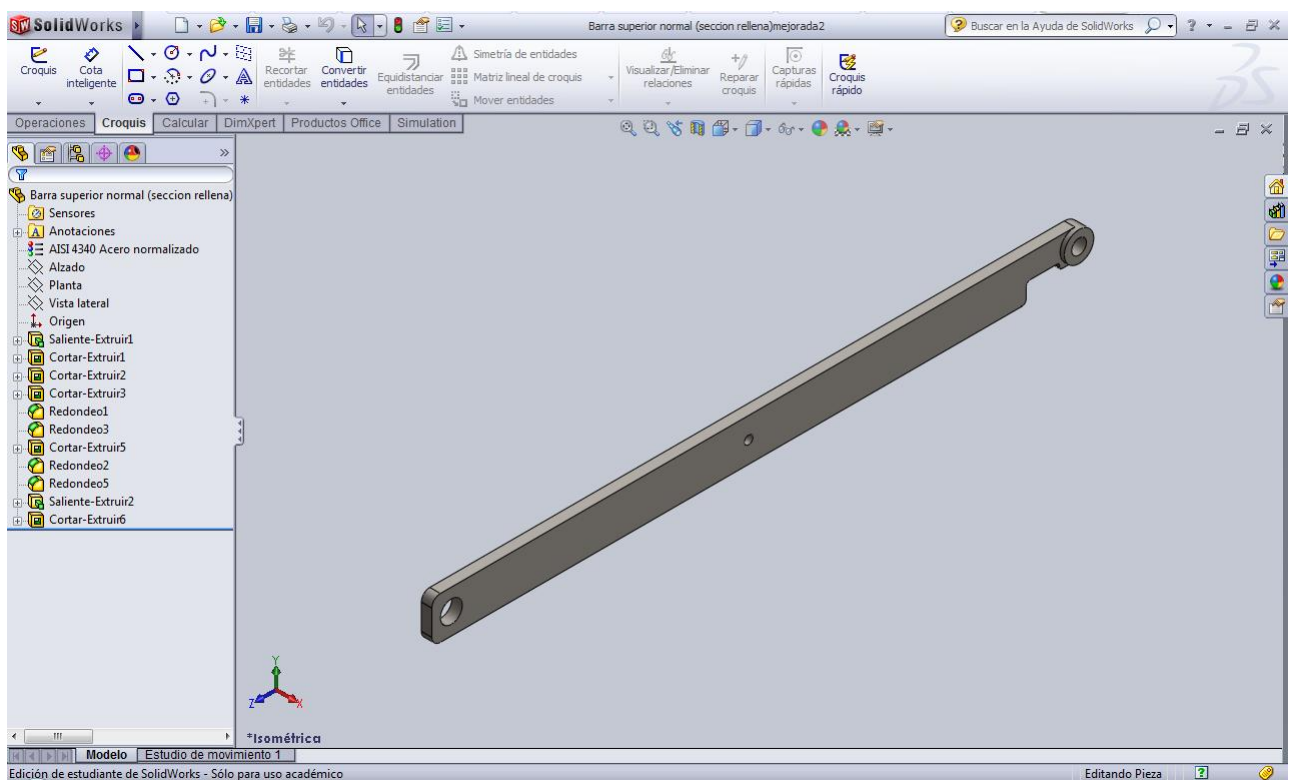 SolidWorks
Barra superior normal (seccion rellena)mejorada2
Buscar en la Ayuda de SolidWorks
Croquis
Cota inteligente
Recortar entidades
Convertir entidades
Equidistanciar entidades
Simetría de entidades
Matriz lineal de croquis
Mover entidades
Visualizar/Eliminar relaciones
Reparar croquis
Capturas rápidas
Croquis rápido
Operaciones Croquis Calcular DimXpert Productos Office Simulation
Barra superior normal (seccion rellena)
Sensores
Anotaciones
AISI 4340 Acero normalizado
Alzado
Planta
Vista lateral
Origen
Saliente-Extruir1
Cortar-Extruir1
Cortar-Extruir2
Cortar-Extruir3
Redondeo1
Redondeo3
Cortar-Extruir5
Redondeo2
Redondeo5
Saliente-Extruir2
Cortar-Extruir6
Y
Z X
*Isométrica
Modelo Estudio de movimiento 1
Edición de estudiante de SolidWorks - Sólo para uso académico
Editando Pieza